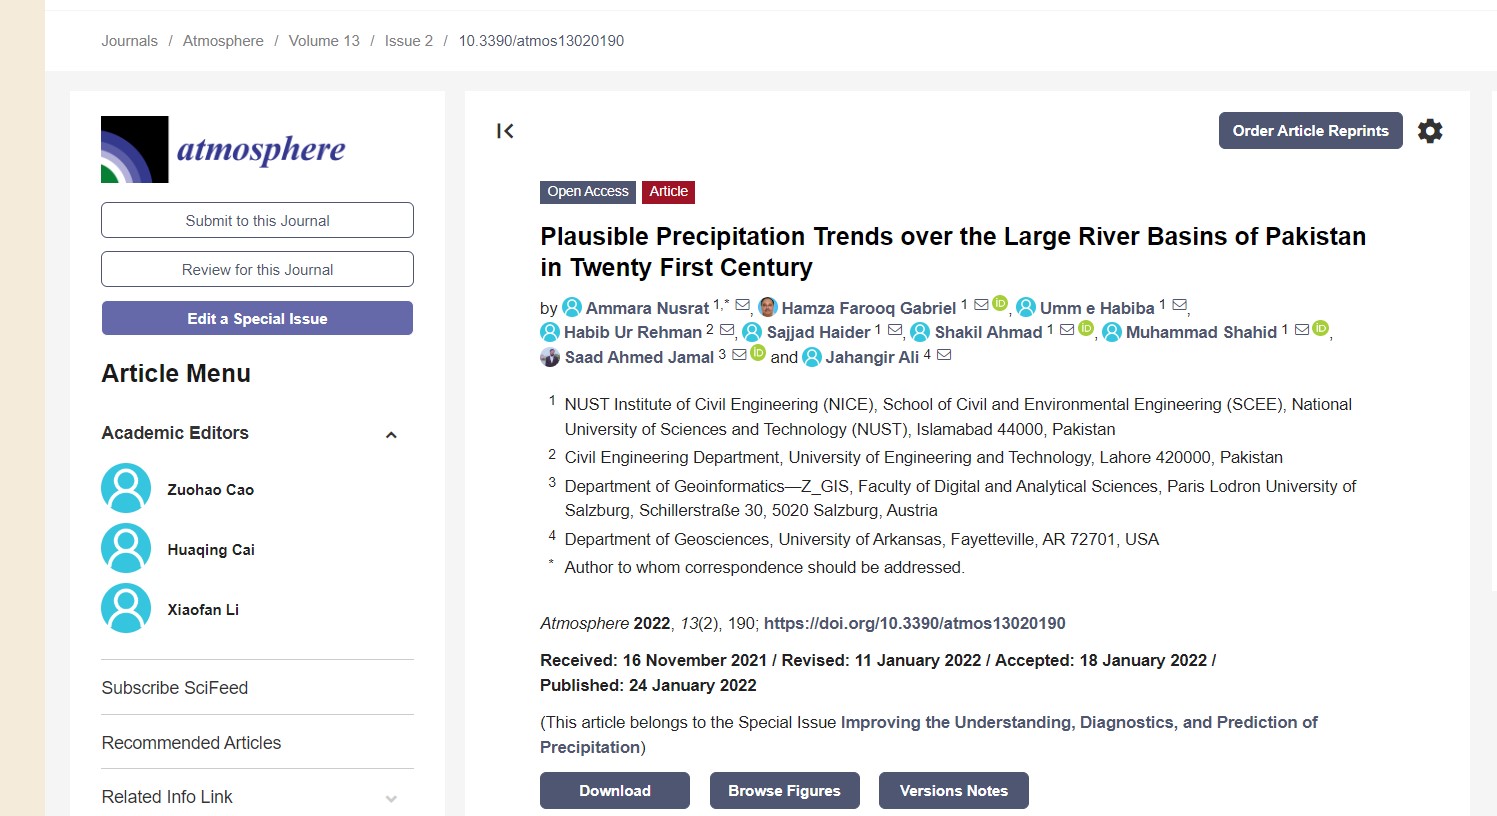 Journals / Atmosphere / Volume 13 / Issue 2 / 10.3390/atmos13020190
atmosphere
Submit to this Journal
Review for this Journal
Edit a Special Issue
Article Menu
Academic Editors
Zuohao Cao
Huaqing Cai
Xiaofan Li
Subscribe SciFeed
Recommended Articles
Related Info Link
Order Article Reprints
Open Access Article
Plausible Precipitation Trends over the Large River Basins of Pakistan
in Twenty First Century
by Ammara Nusrat 1,* , Hamza Farooq Gabriel 1 iD , Umm e Habiba 1 ,
Habib Ur Rehman 2 , Sajjad Haider 1 , Shakil Ahmad 1 iD , Muhammad Shahid 1 iD ,
Saad Ahmed Jamal 3 iD and Jahangir Ali 4
1 NUST Institute of Civil Engineering (NICE), School of Civil and Environmental Engineering (SCEE), National
University of Sciences and Technology (NUST), Islamabad 44000, Pakistan
2 Civil Engineering Department, University of Engineering and Technology, Lahore 420000, Pakistan
3 Department of Geoinformatics—Z_GIS, Faculty of Digital and Analytical Sciences, Paris Lodron University of
Salzburg, Schillerstraße 30, 5020 Salzburg, Austria
4 Department of Geosciences, University of Arkansas, Fayetteville, AR 72701, USA
* Author to whom correspondence should be addressed.
Atmosphere 2022, 13(2), 190; https://doi.org/10.3390/atmos13020190
Received: 16 November 2021 / Revised: 11 January 2022 / Accepted: 18 January 2022 /
Published: 24 January 2022
(This article belongs to the Special Issue Improving the Understanding, Diagnostics, and Prediction of
Precipitation)
Download Browse Figures Versions Notes